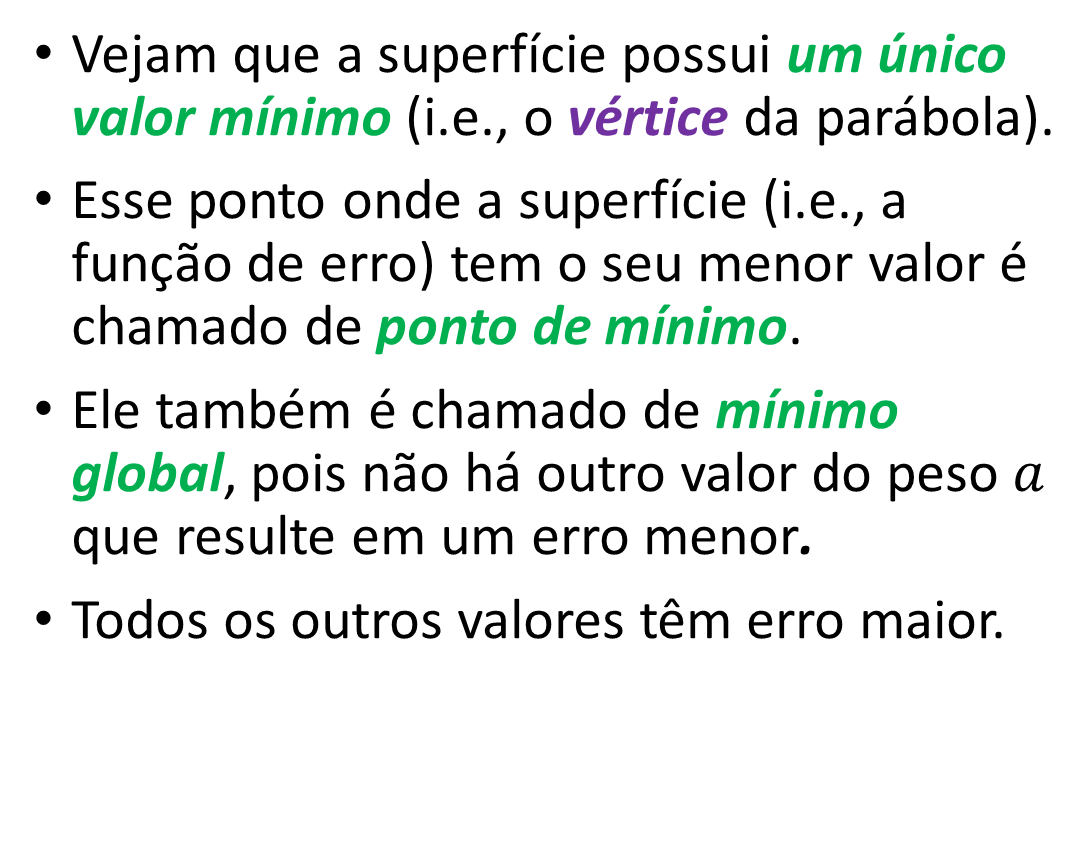 • Vejam que a superfície possui um único
valor mínimo (i.e., o vértice da parábola).
• Esse ponto onde a superfície (i.e., a
função de erro) tem o seu menor valor é
chamado de ponto de mínimo.
• Ele também é chamado de mínimo
global, pois não há outro valor do peso 𝑎
que resulte em um erro menor.
• Todos os outros valores têm erro maior.